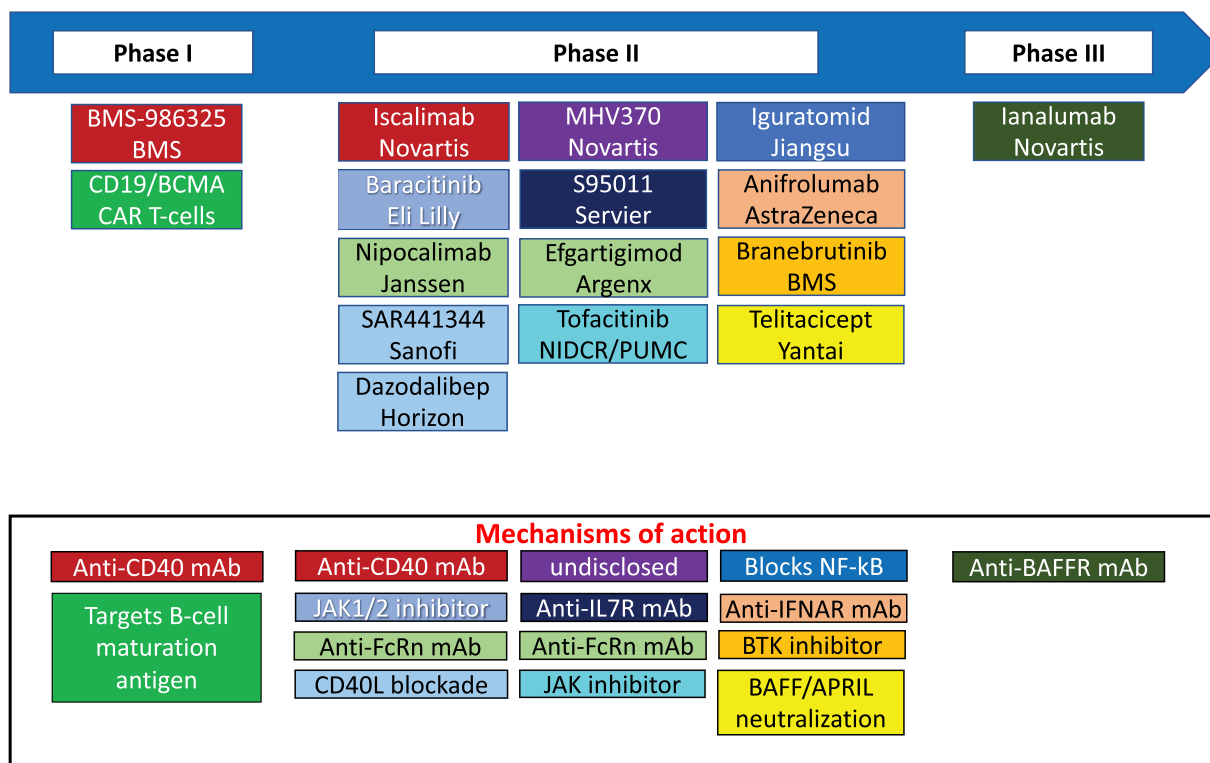 Phase I
Phase II
Phase III
BMS-986325
BMS
CD19/BCMA
CAR T-cells
Iscalimab
Novartis
Baracitinib
Eli Lilly
Nipocalimab
Janssen
SAR441344
Sanofi
Dazodalibep
Horizon
MHV370
Novartis
S95011
Servier
Efgartigimod
Argenx
Tofacitinib
NIDCR/PUMC
Iguratomid
Jiangsu
Anifrolumab
AstraZeneca
Branebrutinib
BMS
Telitacicept
Yantai
Ianalumab
Novartis
Mechanisms of action
Anti-CD40 mAb
Targets B-cell
maturation
antigen
Anti-CD40 mAb
JAK1/2 inhibitor
Anti-FcRn mAb
CD40L blockade
undisclosed
Anti-IL7R mAb
Anti-FcRn mAb
JAK inhibitor
Blocks NF-kB
Anti-IFNAR mAb
BTK inhibitor
BAFF/APRIL
neutralization
Anti-BAFFR mAb